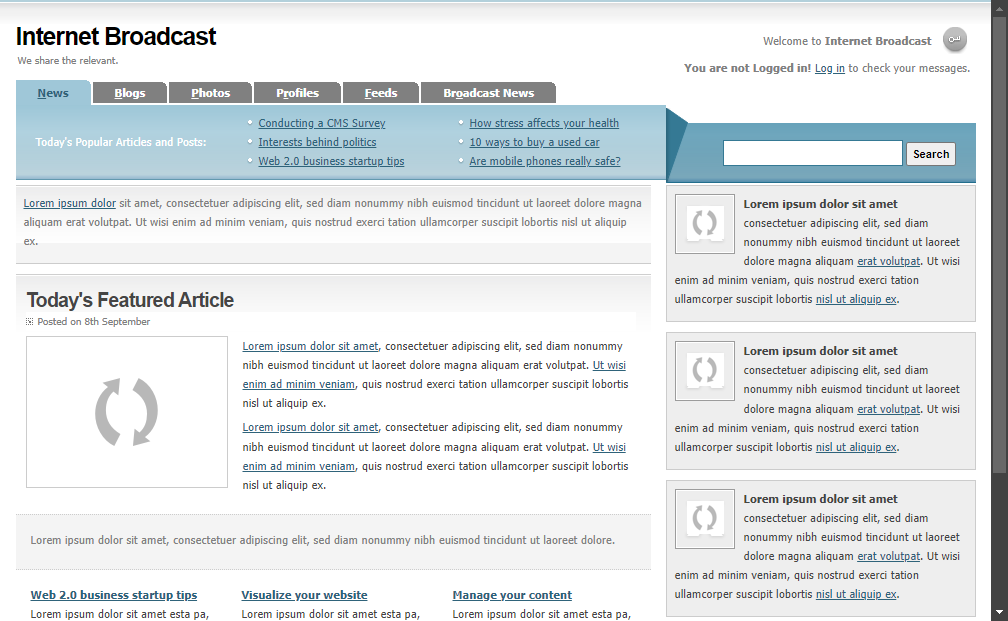 Internet Broadcast
We share the relevant.
Welcome to Internet Broadcast
You are not Logged in! Log in to check your messages.
News Blogs Photos Profiles Feeds Broadcast News
Today's Popular Articles and Posts:
Conducting a CMS Survey
Interests behind politics
Web 2.0 business startup tips
How stress affects your health
10 ways to buy a used car
Are mobile phones really safe?
Search
Lorem ipsum dolor sit amet, consectetuer adipiscing elit, sed diam nonummy nibh euismod tincidunt ut laoreet dolore magna
aliquam erat volutpat. Ut wisi enim ad minim veniam, quis nostrud exerci tation ullamcorper suscipit lobortis nisl ut aliquip
ex.
Today's Featured Article
Posted on 8th September
Lorem ipsum dolor sit amet, consectetuer adipiscing elit, sed diam nonummy
nibh euismod tincidunt ut laoreet dolore magna aliquam erat volutpat. Ut wisi
enim ad minim veniam, quis nostrud exerci tation ullamcorper suscipit lobortis
nisl ut aliquip ex.
Lorem ipsum dolor sit amet, consectetuer adipiscing elit, sed diam nonummy
nibh euismod tincidunt ut laoreet dolore magna aliquam erat volutpat. Ut wisi
enim ad minim veniam, quis nostrud exerci tation ullamcorper suscipit lobortis
nisl ut aliquip ex.
Lorem ipsum dolor sit amet, consectetuer adipiscing elit, sed diam nonummy nibh euismod tincidunt ut laoreet dolore.
Web 2.0 business startup tips
Lorem ipsum dolor sit amet esta pa,
Visualize your website
Lorem ipsum dolor sit amet esta pa,
Manage your content
Lorem ipsum dolor sit amet esta pa,
Lorem ipsum dolor sit amet
consectetuer adipiscing elit, sed diam
nonummy nibh euismod tincidunt ut laoreet
dolore magna aliquam erat volutpat. Ut wisi
enim ad minim veniam, quis nostrud exerci tation
ullamcorper suscipit lobortis nisl ut aliquip ex.
Lorem ipsum dolor sit amet
consectetuer adipiscing elit, sed diam
nonummy nibh euismod tincidunt ut laoreet
dolore magna aliquam erat volutpat. Ut wisi
enim ad minim veniam, quis nostrud exerci tation
ullamcorper suscipit lobortis nisl ut aliquip ex.
Lorem ipsum dolor sit amet
consectetuer adipiscing elit, sed diam
nonummy nibh euismod tincidunt ut laoreet
dolore magna aliquam erat volutpat. Ut wisi
enim ad minim veniam, quis nostrud exerci tation
ullamcorper suscipit lobortis nisl ut aliquip ex.